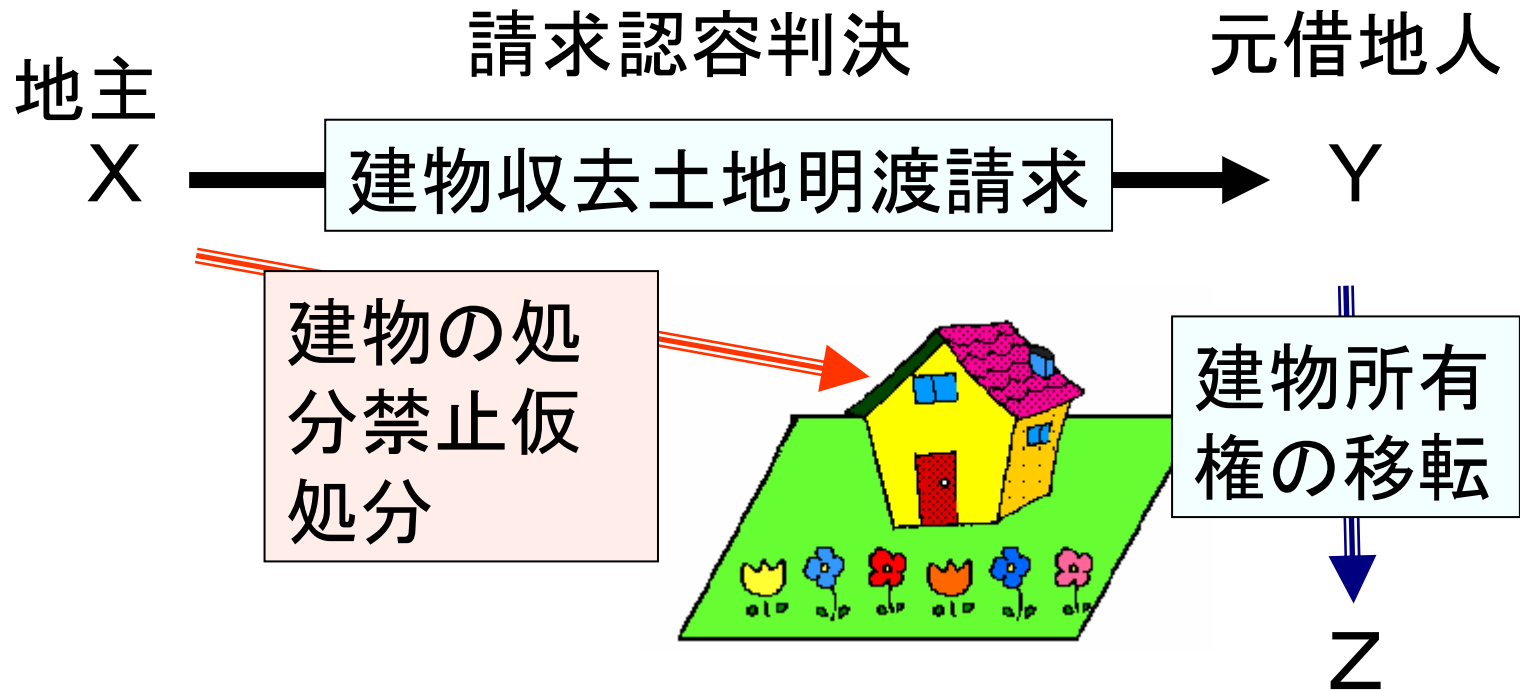 請求認容判決
元借地人
地主
X
建物収去土地明渡請求
Y
建物の処
分禁止仮
処分
建物所有
権の移転
Z